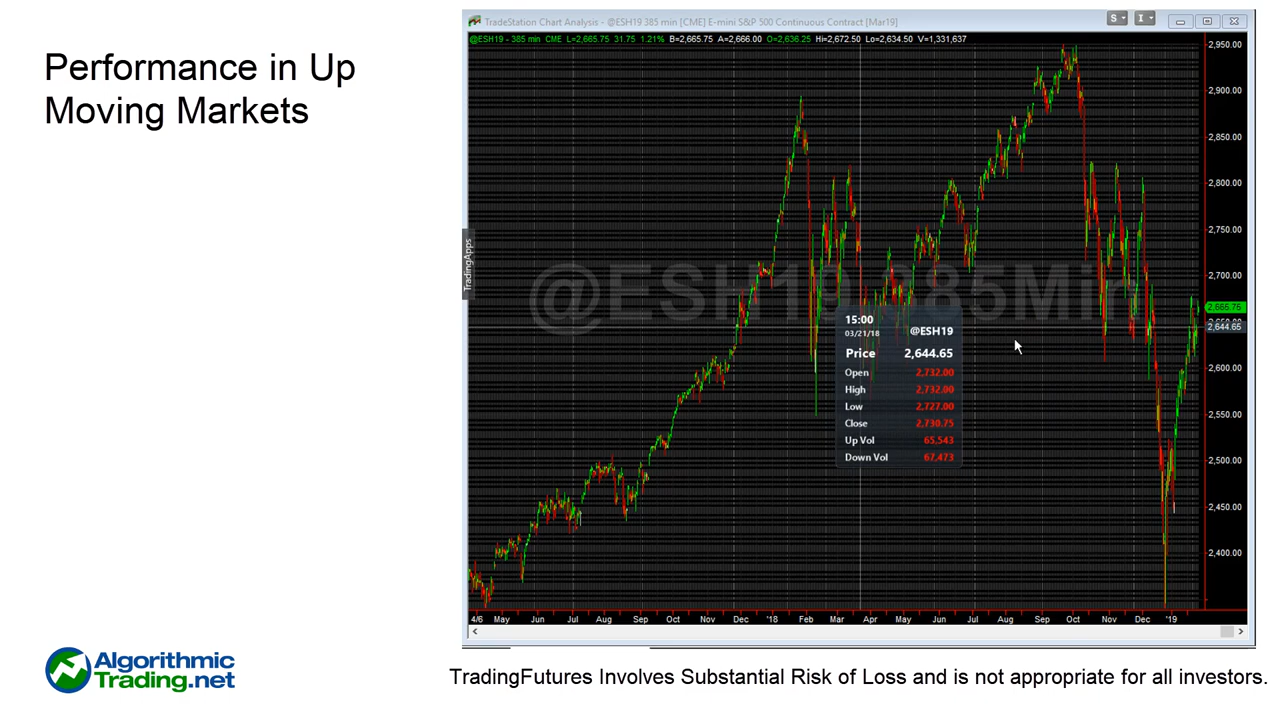 Performance in Up
Moving Markets
TradeStation Chart Analysis - @ESH19 385 min [CME] E-mini S&P 500 Continuous Contract [Mar19]
S
I
@ESH19 - 385 min CME L=2,665.75 31.75 1.21% B=2,665.75 A=2,666.00 O=2,636.25 Hi=2,672.50 Lo=2,634.50 V=1,331,637
2,950.00
2,900.00
2,850.00
2,800.00
2,750.00
2,700.00
2,665.75
2,644.65
2,600.00
2,550.00
2,500.00
2,450.00
2,400.00
TradingApps
@ESH19,385Min
15:00
03/21/18
@ESH19
Price 2,644.65
Open 2,732.00
High 2,732.00
Low 2,727.00
Close 2,730.75
Up Vol 65,543
Down Vol 67,473
4/6 May Jun Jul Aug Sep Oct Nov Dec '18 Feb Mar Apr May Jun Jul Aug Sep Oct Nov Dec '19
Algorithmic
Trading.net
TradingFutures Involves Substantial Risk of Loss and is not appropriate for all investors.